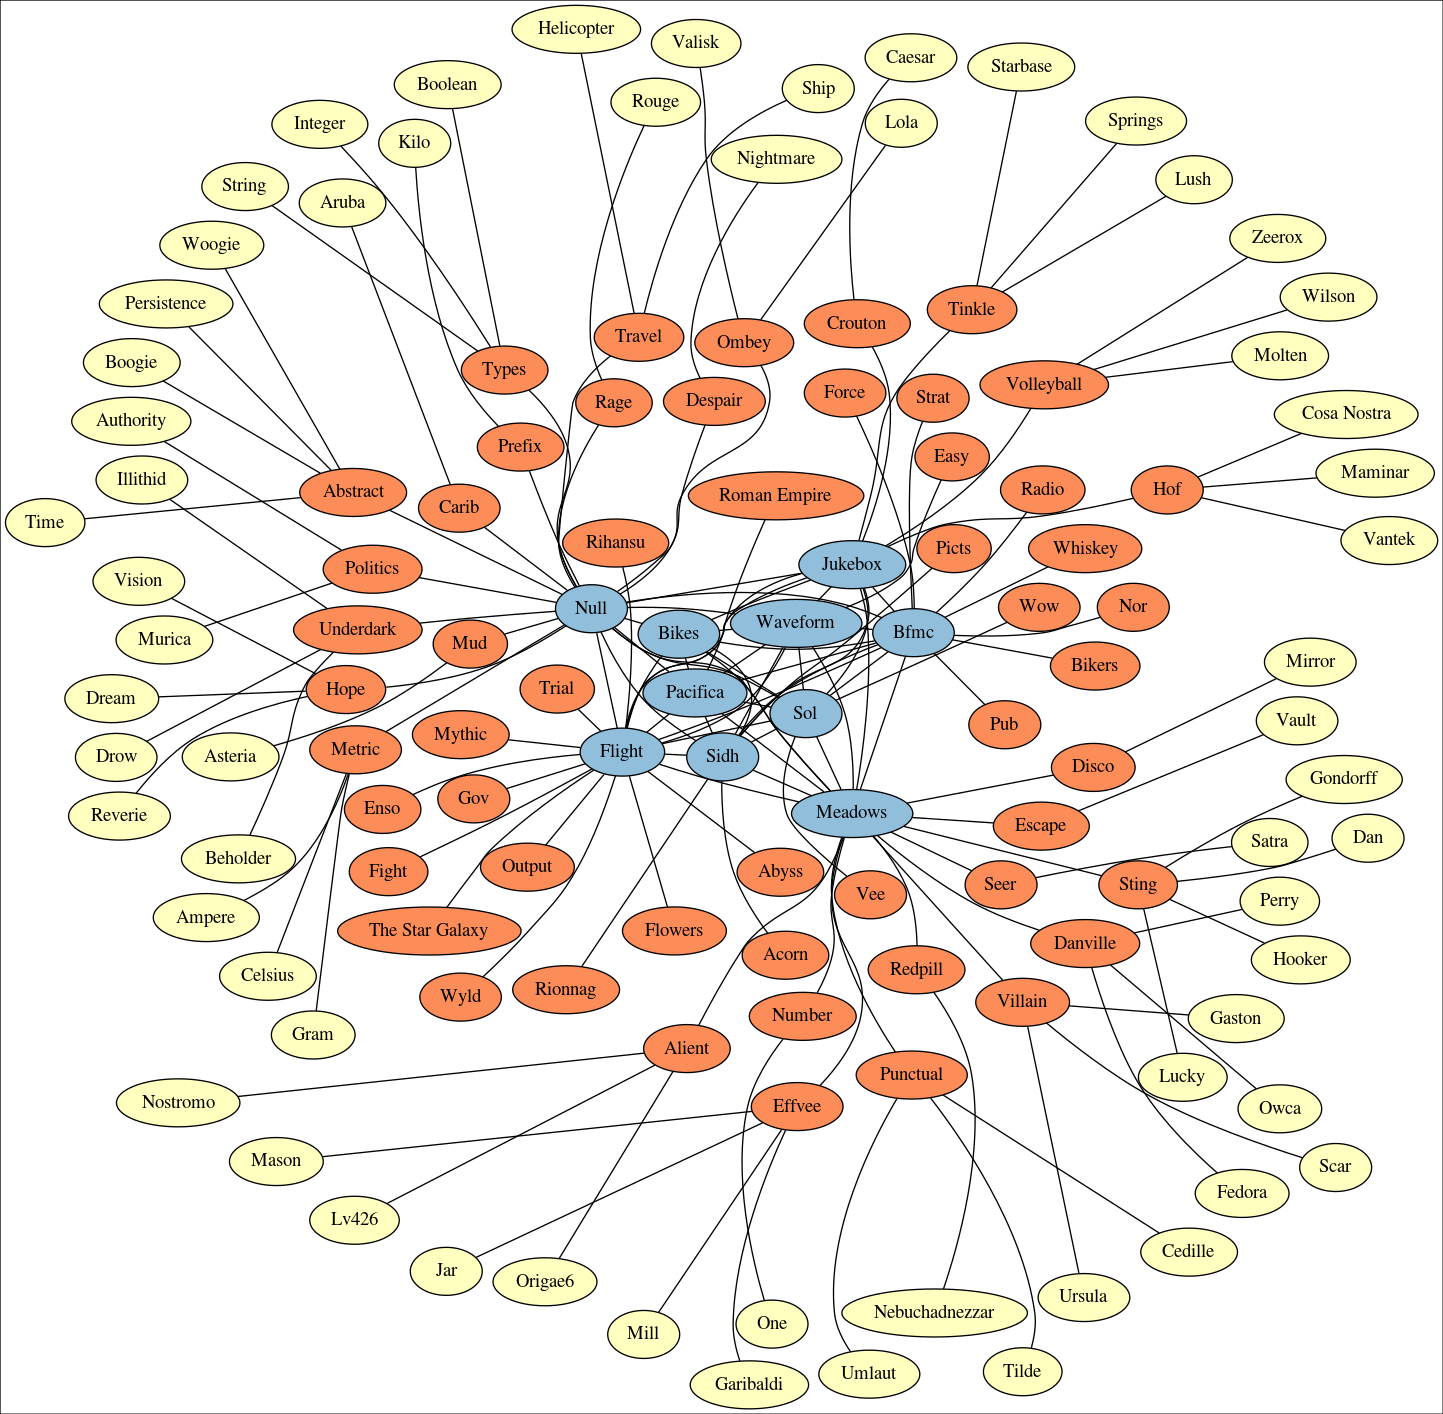 Helicopter
Valisk
Caesar
Starbase
Boolean
Rouge
Ship
Springs
Integer
Kilo
Lola
Nightmare
Lush
String
Aruba
Woogie
Zeerox
Persistence
Wilson
Tinkle
Crouton
Travel
Ombey
Molten
Boogie
Types
Volleyball
Force
Strat
Rage
Despair
Cosa Nostra
Authority
Prefix
Easy
Maminar
Illithid
Abstract
Carib
Roman Empire
Radio
Hof
Time
Vantek
Rihansu
Picts
Whiskey
Politics
Jukebox
Vision
Null
Wow
Nor
Underdark
Waveform
Murica
Mud
Bikes
Bfmc
Mirror
Bikers
Hope
Trial
Pacifica
Dream
Sol
Vault
Pub
Mythic
Drow
Asteria
Metric
Flight
Sidh
Disco
Gondorff
Gov
Enso
Reverie
Meadows
Escape
Satra
Dan
Beholder
Fight
Output
Abyss
Vee
Seer
Sting
Perry
Ampere
The Star Galaxy
Flowers
Danville
Acorn
Hooker
Celsius
Redpill
Wyld
Rionnag
Villain
Number
Gaston
Gram
Alient
Punctual
Lucky
Nostromo
Effvee
Owca
Mason
Scar
Fedora
Lv426
Cedille
Jar
Origae6
Ursula
Nebuchadnezzar
One
Mill
Umlaut
Tilde
Garibaldi